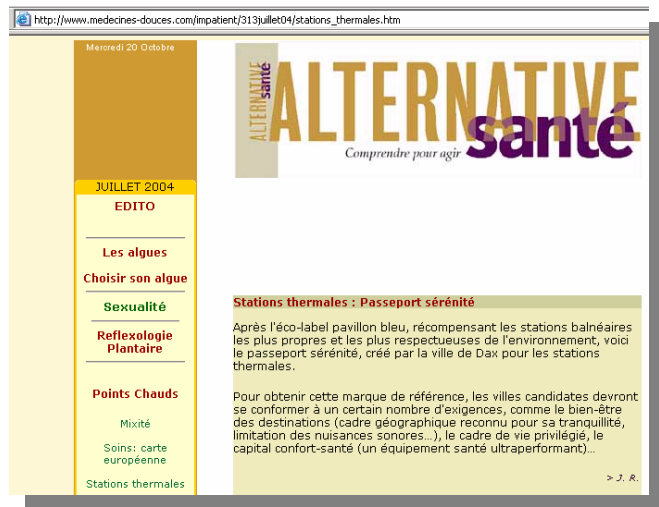 http://www.medecines-douces.com/impatient/313juillet04/stations_thermales.htm
Mercredi 20 Octobre
ALTERNATIVE santé
ALTERNATIVE
santé
Comprendre pour agir
JUILLET 2004
EDITO
Les algues
Choisir son algue
Sexualité
Reflexologie
Plantaire
Points Chauds
Mixité
Soins: carte
européenne
Stations thermales
Stations thermales : Passeport sérénité
Après l'éco-label pavillon bleu, récompensant les stations balnéaires
les plus propres et les plus respectueuses de l'environnement, voici
le passeport sérénité, créé par la ville de Dax pour les stations
thermales.
Pour obtenir cette marque de référence, les villes candidates devront
se conformer à un certain nombre d'exigences, comme le bien-être
des destinations (cadre géographique reconnu pour sa tranquillité,
limitation des nuisances sonores...), le cadre de vie privilégié, le
capital confort-santé (un équipement santé ultraperformant)...
> J. R.